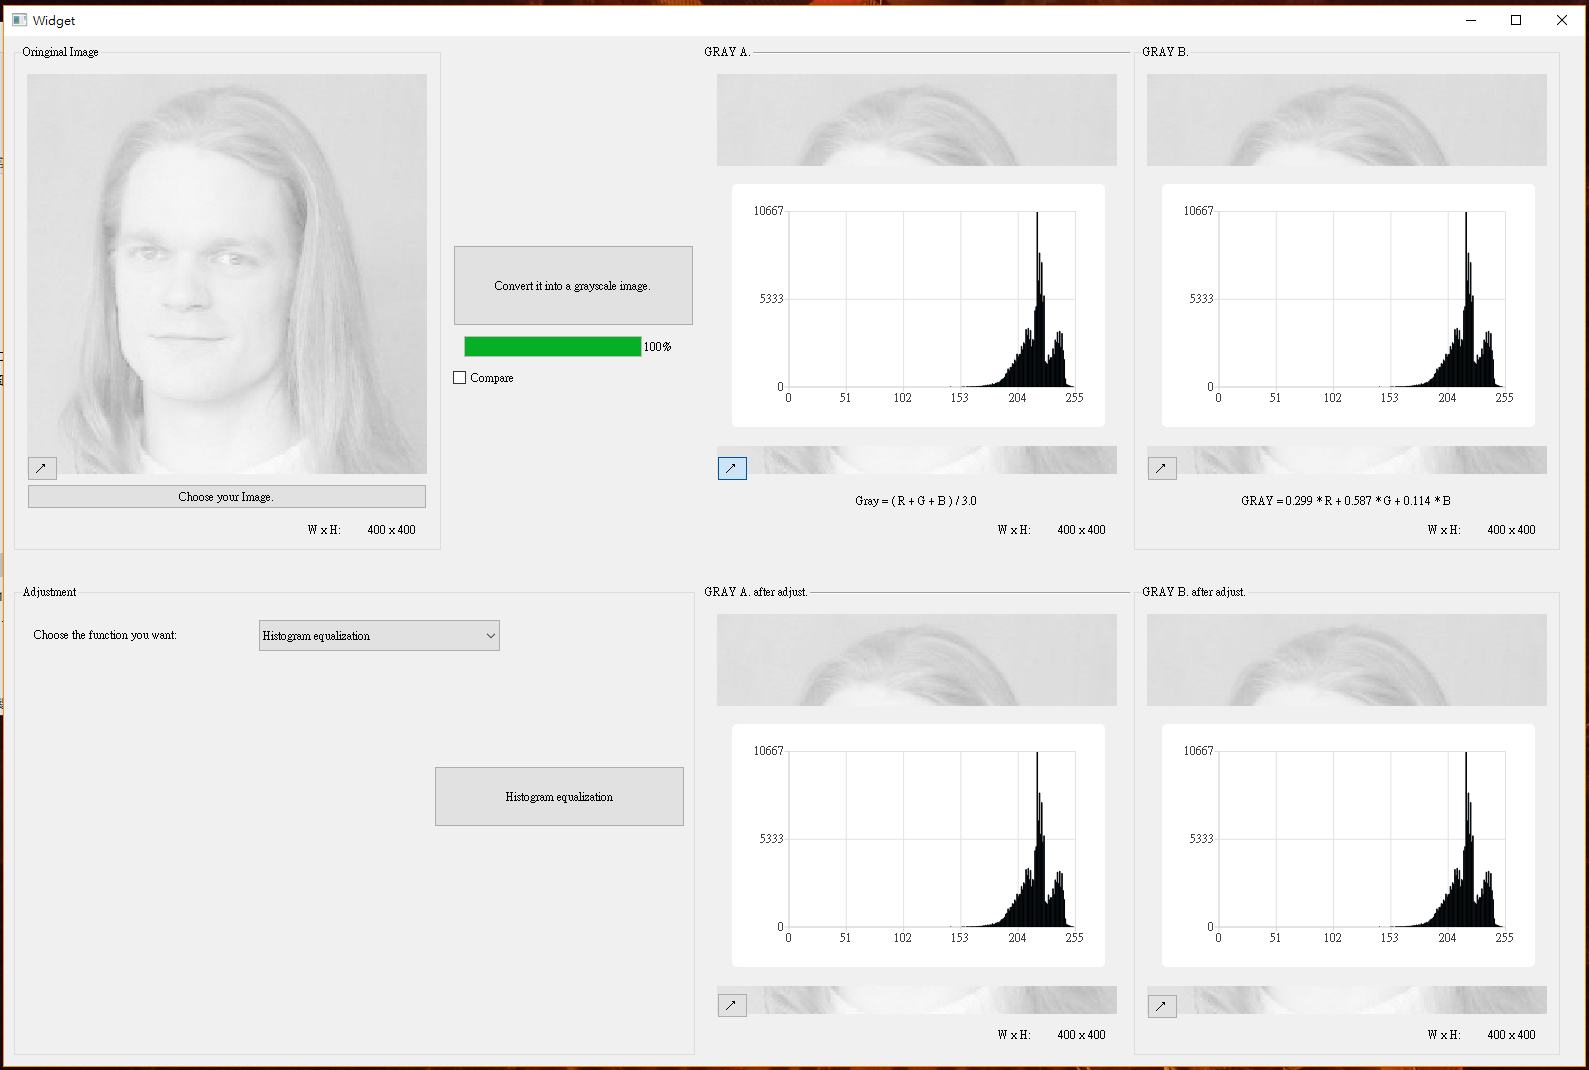 Widget
Oringinal Image
Choose your Image.
W x H: 400 x 400
Convert it into a grayscale image.
100%
Compare
GRAY A.
10667
5333
0
0 51 102 153 204 255
Gray = ( R + G + B ) / 3.0
W x H: 400 x 400
GRAY B.
10667
5333
0
0 51 102 153 204 255
GRAY = 0.299 * R + 0.587 * G + 0.114 * B
W x H: 400 x 400
Adjustment
Choose the function you want: Histogram equalization
Histogram equalization
GRAY A. after adjust.
10667
5333
0
0 51 102 153 204 255
W x H: 400 x 400
GRAY B. after adjust.
10667
5333
0
0 51 102 153 204 255
W x H: 400 x 400